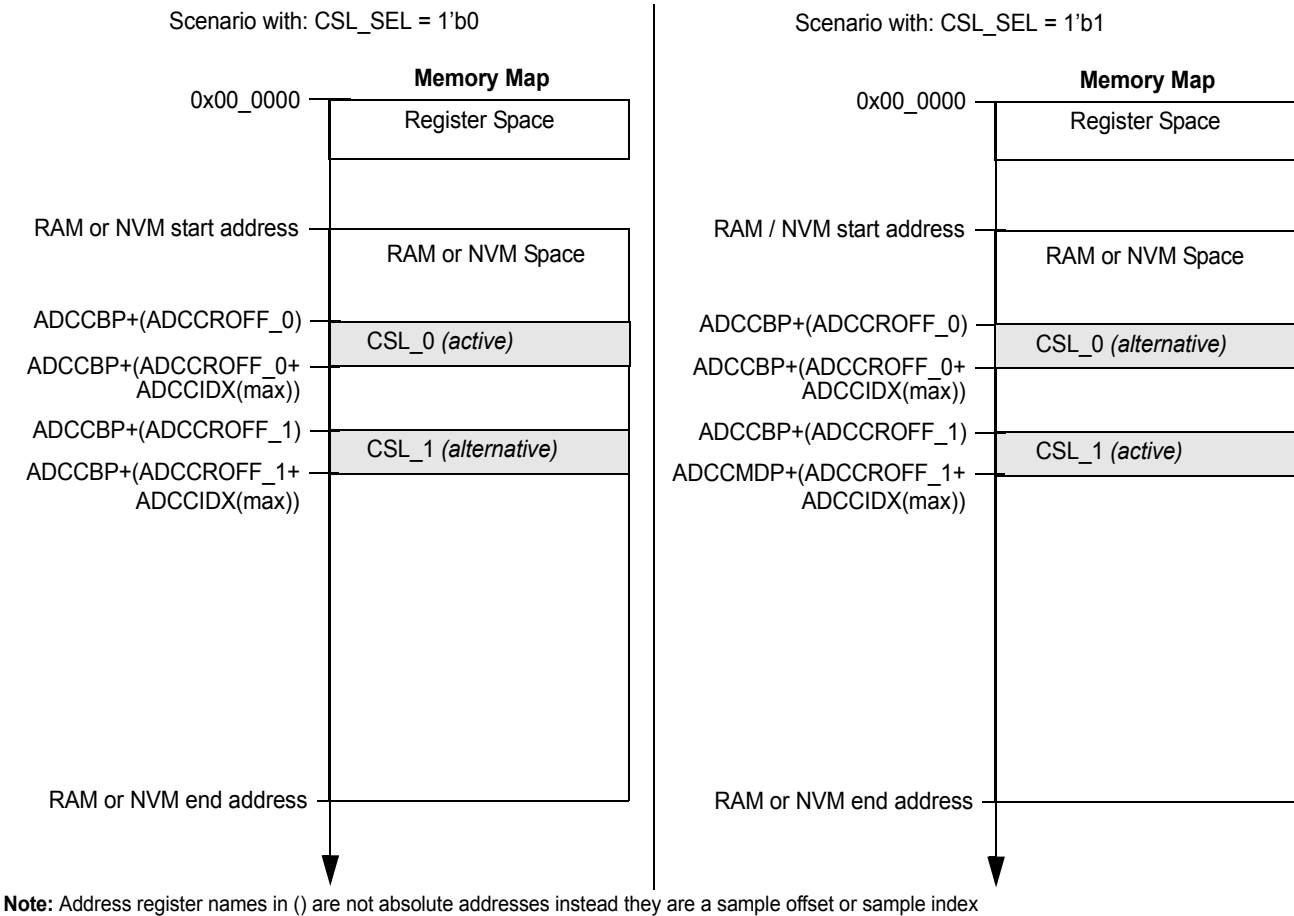 Scenario with: CSL_SEL = 1'b0
Memory Map
0x00_0000
Register Space
RAM or NVM start address
RAM or NVM Space
ADCCBP+(ADCCROFF_0)
CSL_0 (active)
ADCCBP+(ADCCROFF_0+
ADCCIDX(max))
ADCCBP+(ADCCROFF_1)
CSL_1 (alternative)
ADCCBP+(ADCCROFF_1+
ADCCIDX(max))
RAM or NVM end address
Scenario with: CSL_SEL = 1'b1
Memory Map
0x00_0000
Register Space
RAM / NVM start address
RAM or NVM Space
ADCCBP+(ADCCROFF_0)
CSL_0 (alternative)
ADCCBP+(ADCCROFF_0+
ADCCIDX(max))
ADCCBP+(ADCCROFF_1)
CSL_1 (active)
ADCCMDP+(ADCCROFF_1+
ADCCIDX(max))
RAM or NVM end address
Note: Address register names in () are not absolute addresses instead they are a sample offset or sample index